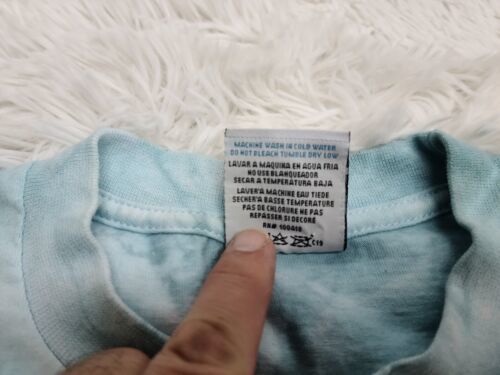 MACHINE WASH IN COLD WATER
DO NOT BLEACH TUMBLE DRY LOW
LAVAR A MAQUINA EN AGUA FRIA
NO USE BLANQUEADOR
SECAR A TEMPERATURA BAJA
LAVER'A MACHINE EAU TIEDE
SECHER'A BASSE TEMPERATURE
PAS DE CHLORURE NE PAS
REPASSER SI DECORE
RN# 100418